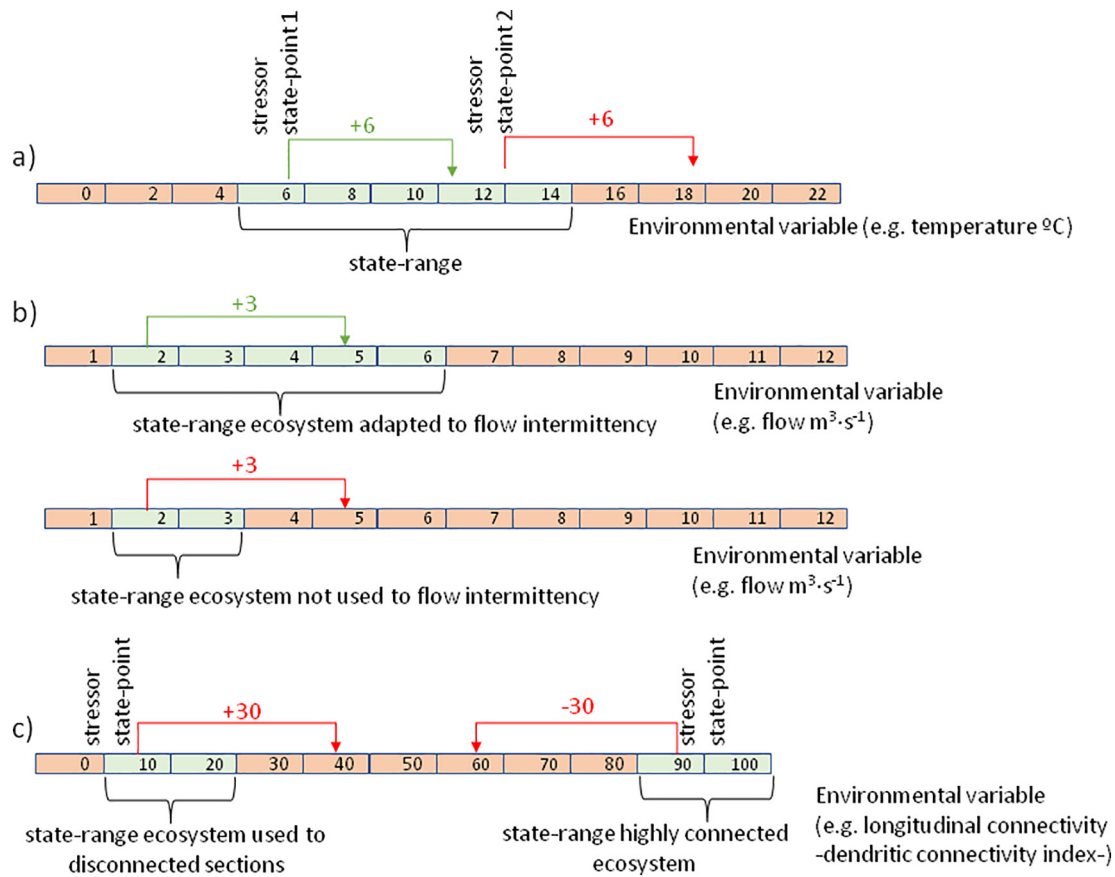 stressor
state-point 1
stressor
state-point 2
+6
+6
a)
0 2 4 6 8 10 12 14 16 18 20 22
Environmental variable (e.g. temperature ºC)
state-range
b)
+3
1 2 3 4 5 6 7 8 9 10 11 12
Environmental variable
(e.g. flow m³·s⁻¹)
state-range ecosystem adapted to flow intermittency
+3
1 2 3 4 5 6 7 8 9 10 11 12
Environmental variable
(e.g. flow m³·s⁻¹)
state-range ecosystem not used to flow intermittency
c)
stressor
state-point
+30
-30
stressor
state-point
0 10 20 30 40 50 60 70 80 90 100
state-range ecosystem used to
disconnected sections
state-range highly connected
ecosystem
Environmental variable
(e.g. longitudinal connectivity
-dendritic connectivity index-)